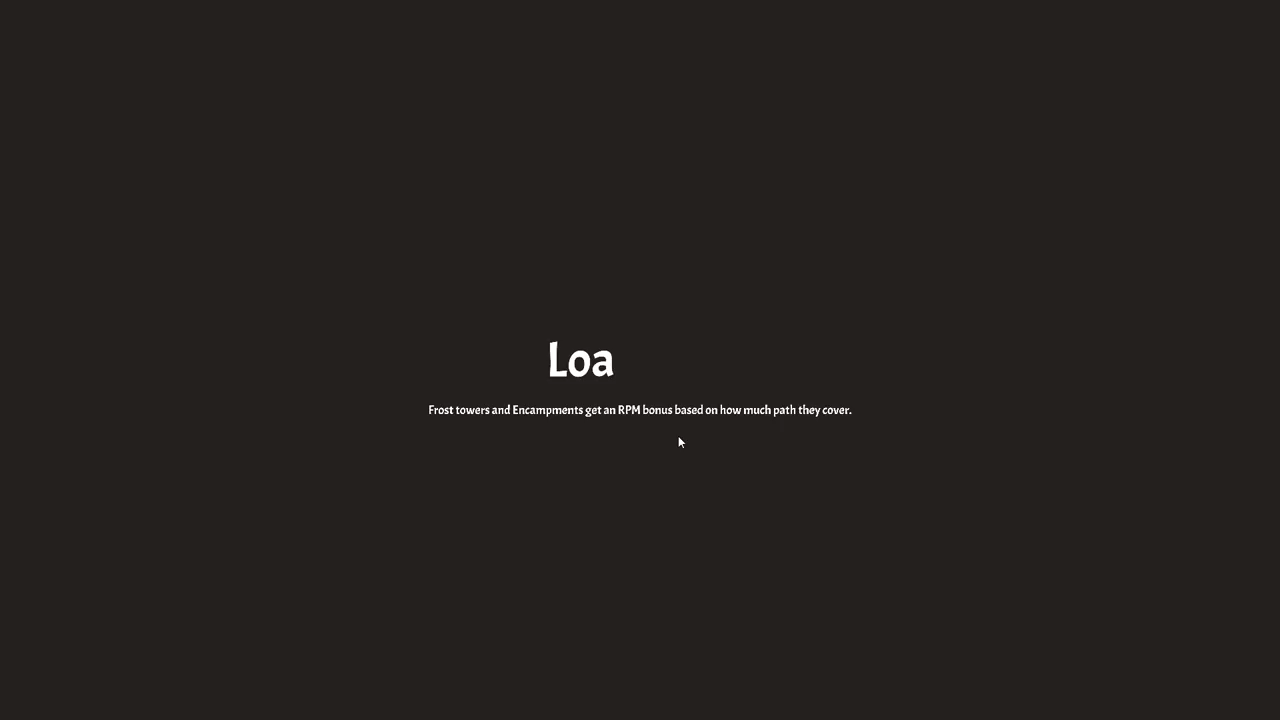 Loa
Frost towers and Encampments get an RPM bonus based on how much path they cover.